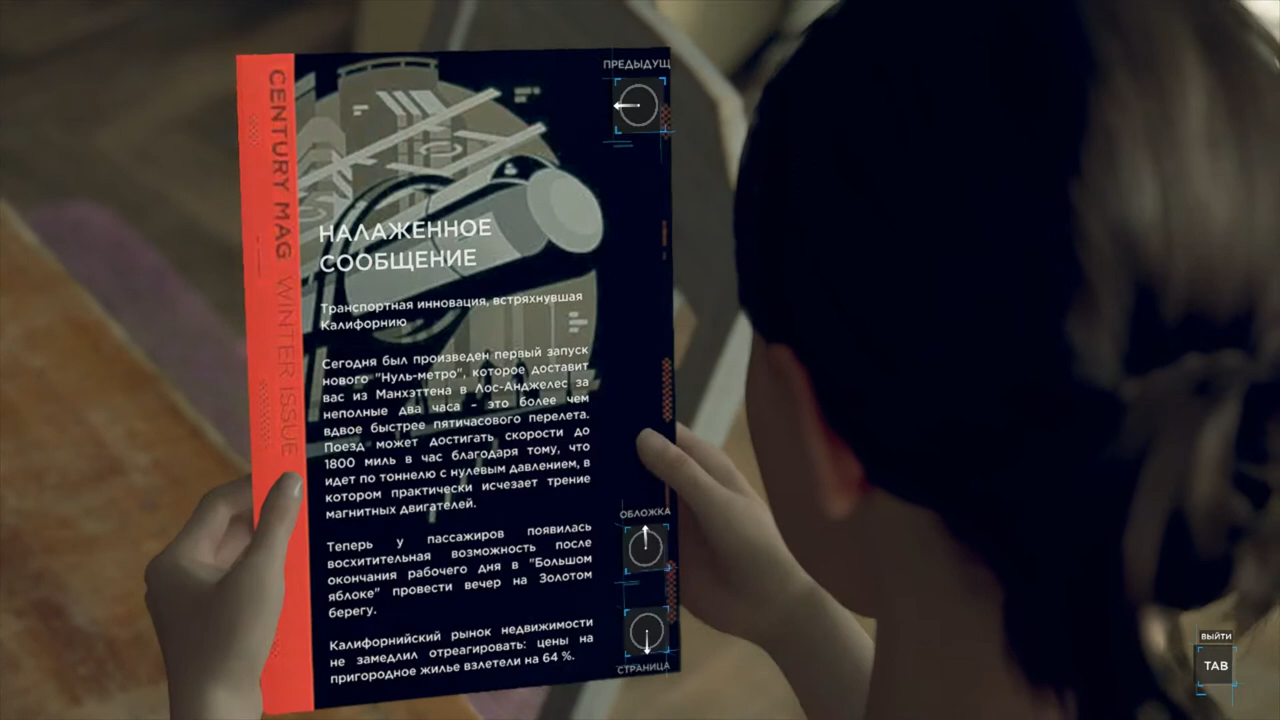 CENTURY MAG WINTER ISSUE
ПРЕДЫДУЩ
НАЛАЖЕННОЕ
СООБЩЕНИЕ
Транспортная инновация, встряхнувшая
Калифорнию
Сегодня был произведен первый запуск
нового "Нуль-метро", которое доставит
вас из Манхэттена в Лос-Анджелес за
неполные два часа – это более чем
вдвое быстрее пятичасового перелета.
Поезд может достигать скорости до
1800 миль в час благодаря тому, что
идет по тоннелю с нулевым давлением, в
котором практически исчезает трение
магнитных двигателей.
Теперь у пассажиров появилась
восхитительная возможность после
окончания рабочего дня в "Большом
яблоке" провести вечер на Золотом
берегу.
Калифорнийский рынок недвижимости
не замедлил отреагировать: цены на
пригородное жилье взлетели на 64 %.
ОБЛОЖКА
СТРАНИЦА
ВЫЙТИ
TAB